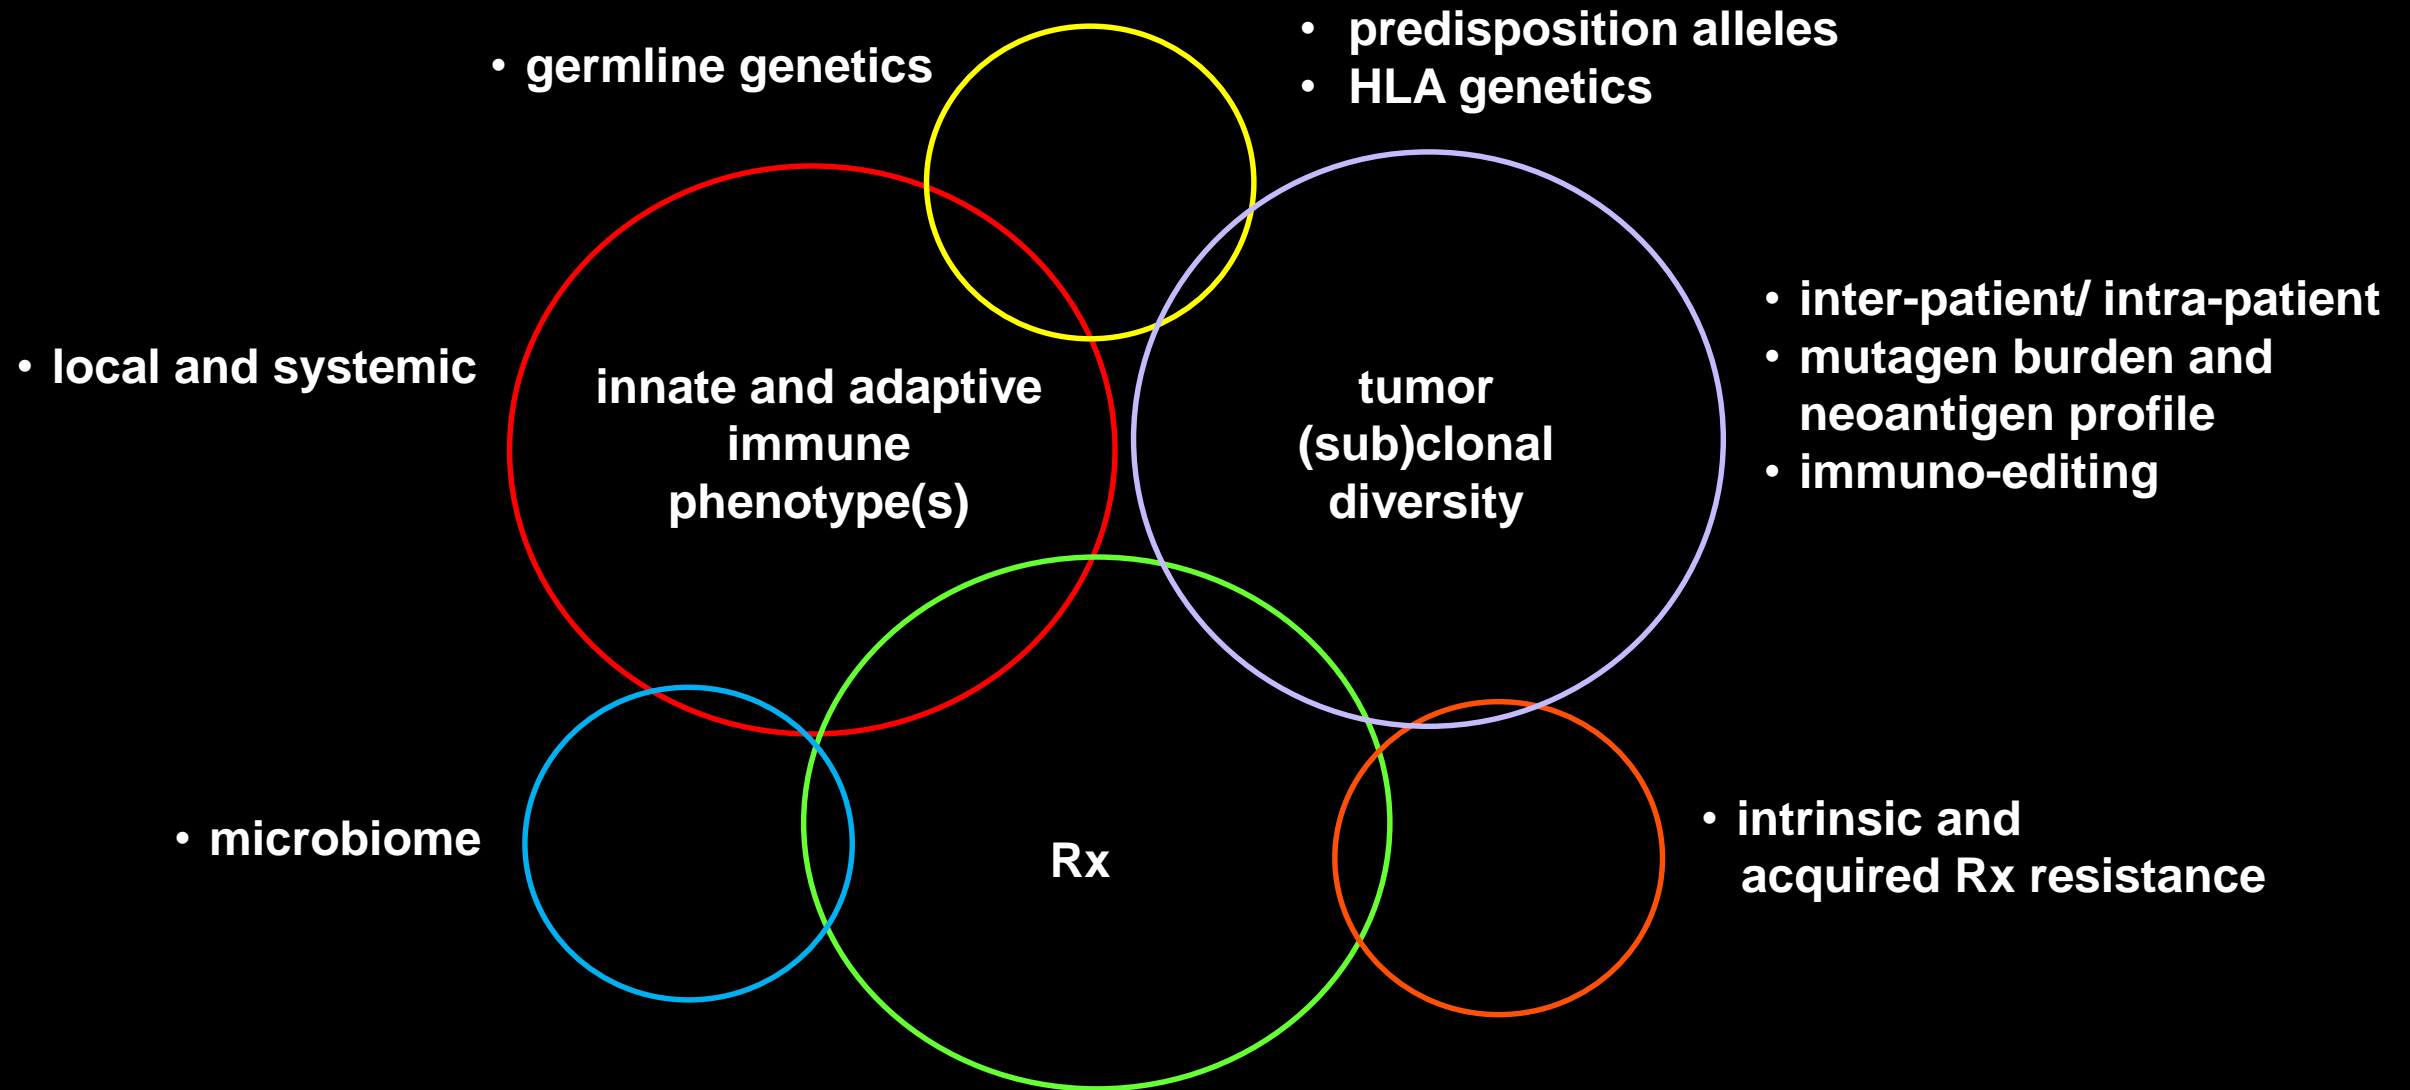 • germline genetics
• predisposition alleles
• HLA genetics
• local and systemic
innate and adaptive
immune
phenotype(s)
tumor
(sub)clonal
diversity
• inter-patient/ intra-patient
• mutagen burden and
neoantigen profile
• immuno-editing
• microbiome
Rx
• intrinsic and
acquired Rx resistance